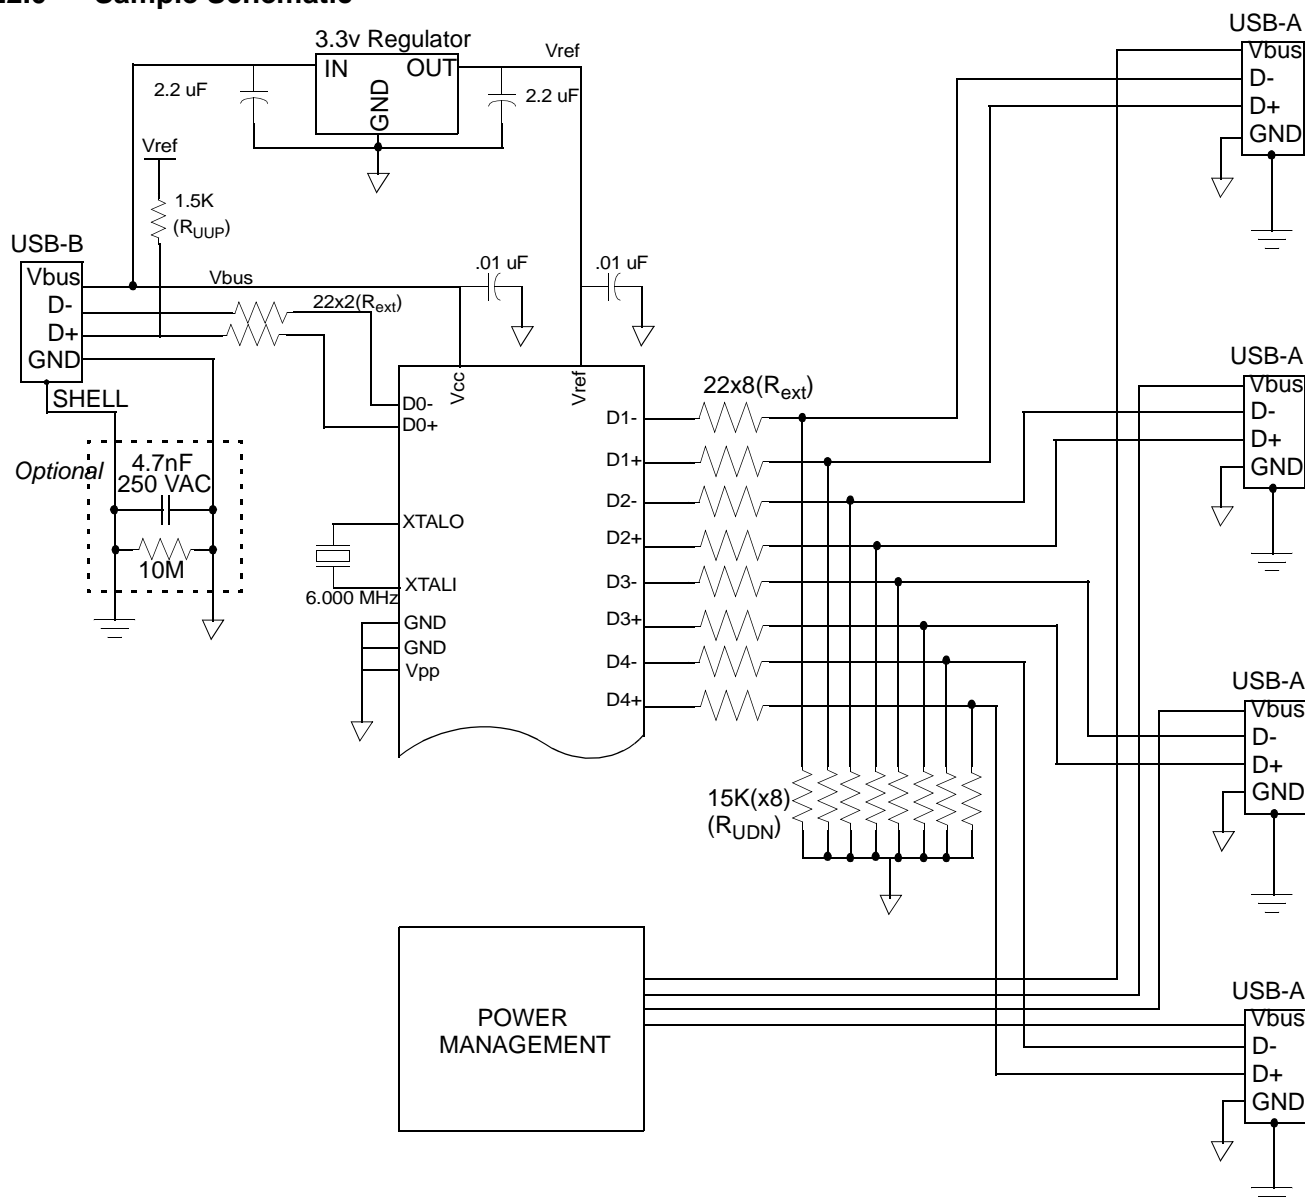 Sample Schematic
3.3v Regulator
IN
OUT
GND
Vref
2.2 uF
2.2 uF
Vref
1.5K
(RUUP)
USB-B
Vbus
D-
D+
GND
SHELL
Vbus
22x2(Rext)
.01 uF
.01 uF
Optional
4.7nF
250 VAC
10M
Vcc
Vref
D0-
D0+
XTALO
XTALI
6.000 MHz
GND
GND
Vpp
22x8(Rext)
D1-
D1+
D2-
D2+
D3-
D3+
D4-
D4+
15K(x8)
(RUDN)
POWER
MANAGEMENT
USB-A
Vbus
D-
D+
GND
USB-A
Vbus
D-
D+
GND
USB-A
Vbus
D-
D+
GND
USB-A
Vbus
D-
D+
GND